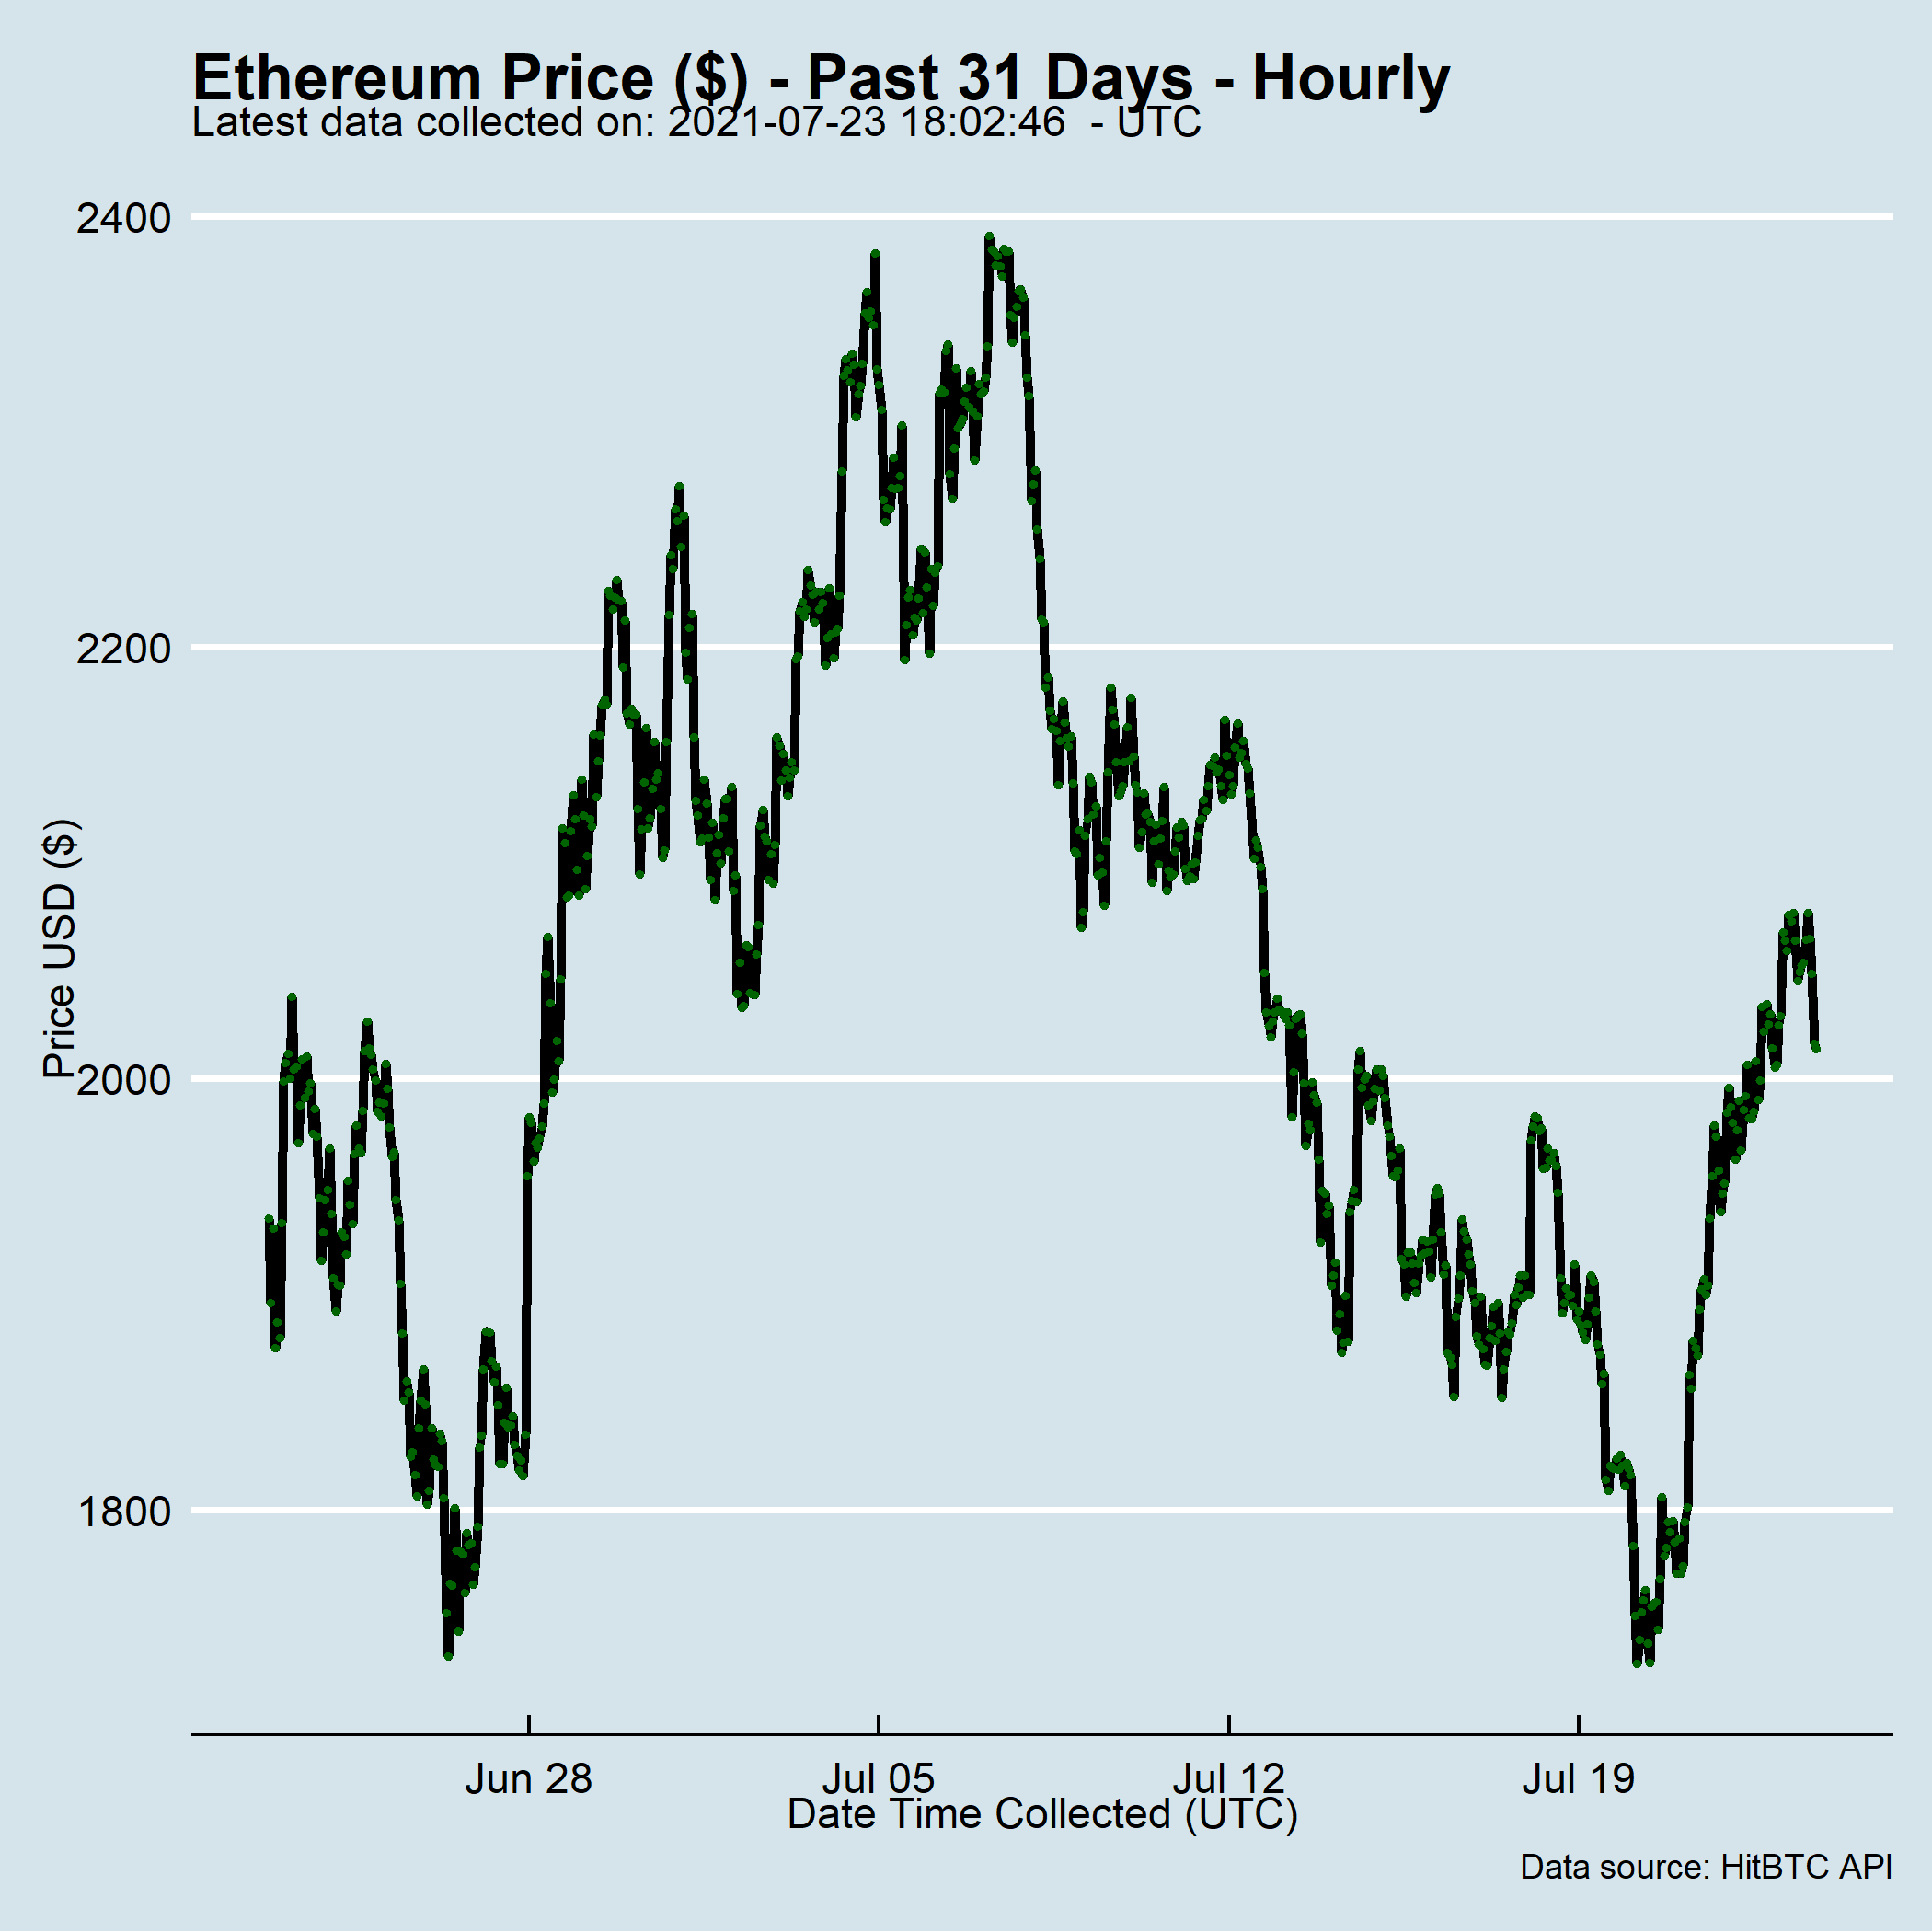 Ethereum Price ($) - Past 31 Days - Hourly
Latest data collected on: 2021-07-23 18:02:46  - UTC
2400
2200
2000
1800
Price USD ($)
Jun 28 Jul 05 Jul 12 Jul 19
Date Time Collected (UTC)
Data source: HitBTC API